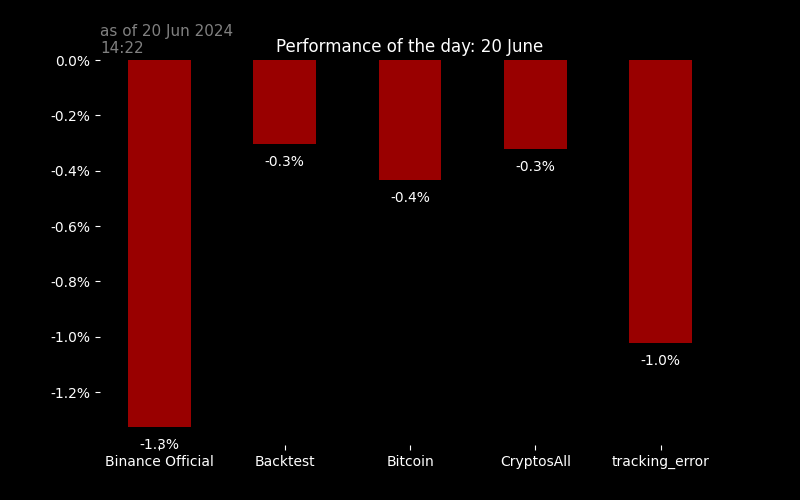 as of 20 Jun 2024
14:22
Performance of the day: 20 June
0.0%
-0.2%
-0.4%
-0.6%
-0.8%
-1.0%
-1.2%
-1.3%
-0.3%
-0.4%
-0.3%
-1.0%
Binance Official
Backtest
Bitcoin
CryptosAll
tracking_error